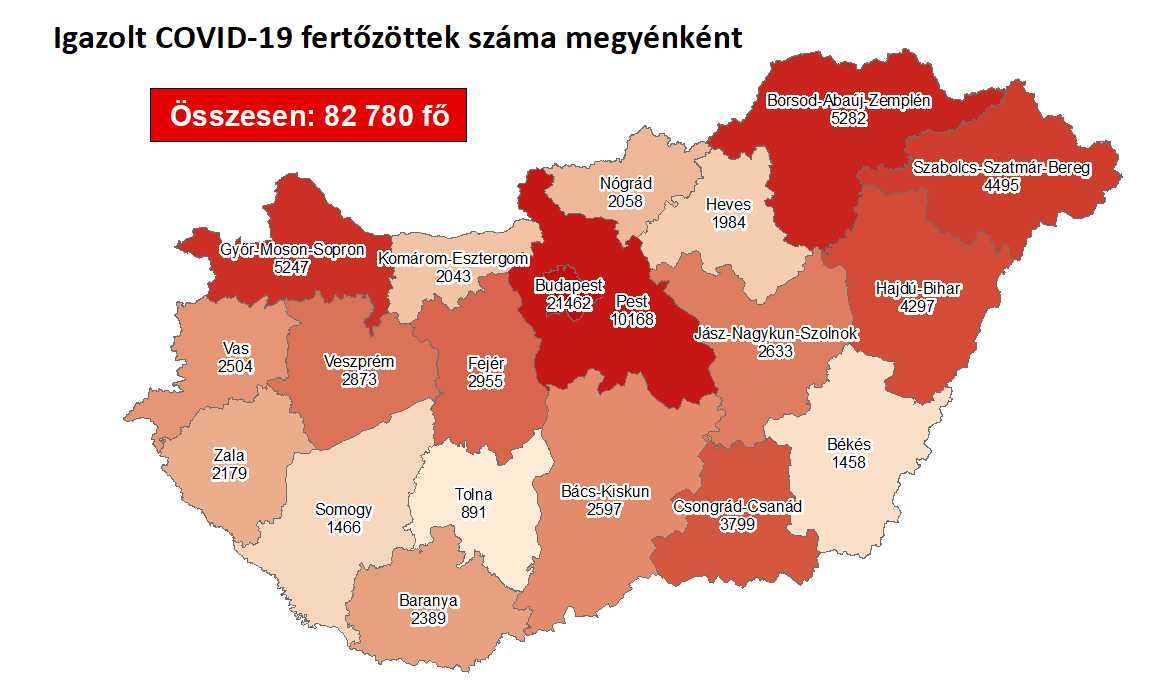 Igazolt COVID-19 fertőzöttek száma megyénként
Összesen: 82 780 fő
Borsod-Abaúj-Zemplén
5282
Szabolcs-Szatmár-Bereg
4495
Nógrád
2058
Heves
1984
Győr-Moson-Sopron
5247
Komárom-Esztergom
2043
Budapest
21462
Pest
10168
Hajdú-Bihar
4297
Jász-Nagykun-Szolnok
2633
Vas
2504
Veszprém
2873
Fejér
2955
Zala
2179
Békés
1458
Somogy
1466
Tolna
891
Bács-Kiskun
2597
Csongrád-Csanád
3799
Baranya
2389